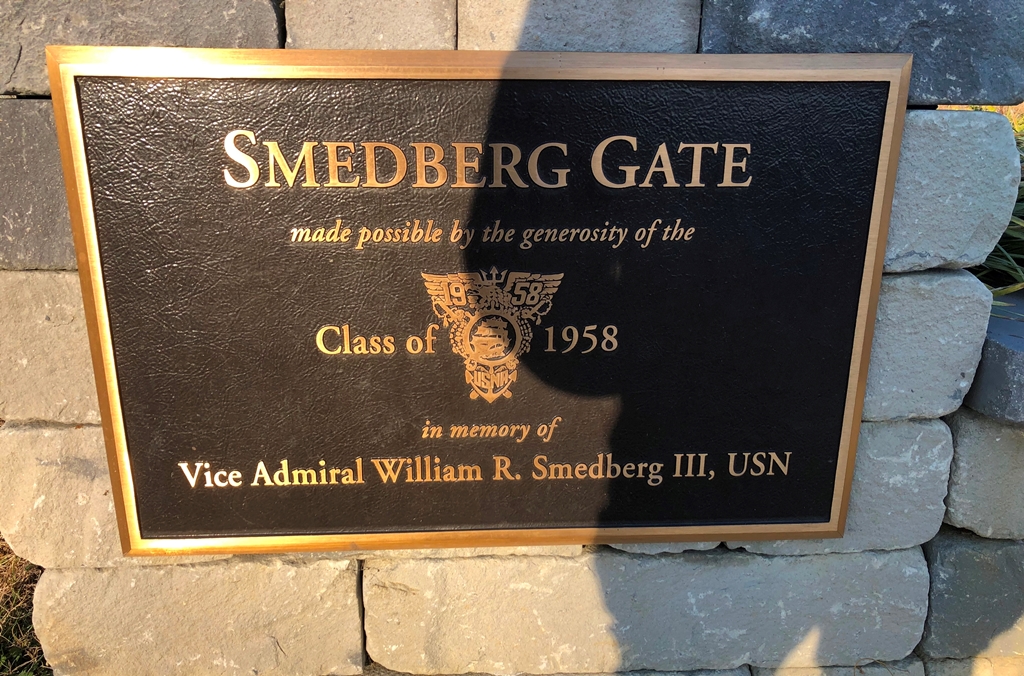 SMEDBERG GATE
made possible by the generosity of the
19 58
Class of 1958
USNA
in memory of
Vice Admiral William R. Smedberg III, USN